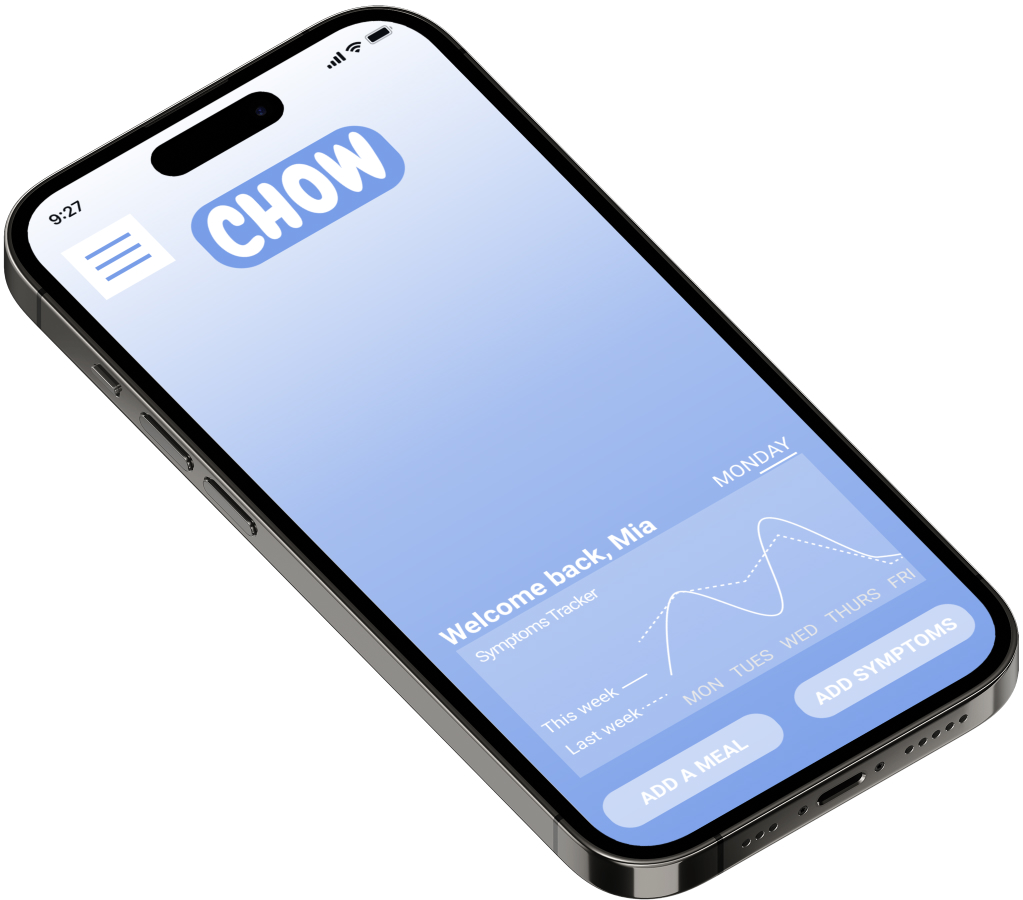 9:27
CHOW
MONDAY
Welcome back, Mia
Symptoms Tracker
This week
Last week
MON TUES WED THURS FRI
ADD A MEAL
ADD SYMPTOMS